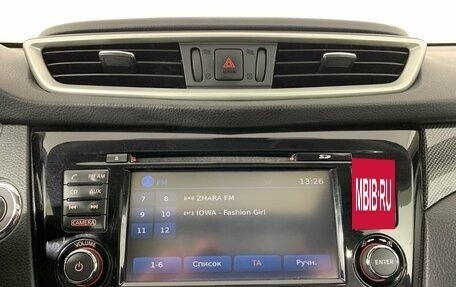 SD
FM
13:26
FM·AM
CD
AUX
CAMERA
VOLUME
7
8
ZHARA FM
9
10
IOWA - Fashion Girl
11
12
1-6
Список
TA
Ручн.
ENTER
MBIB.RU